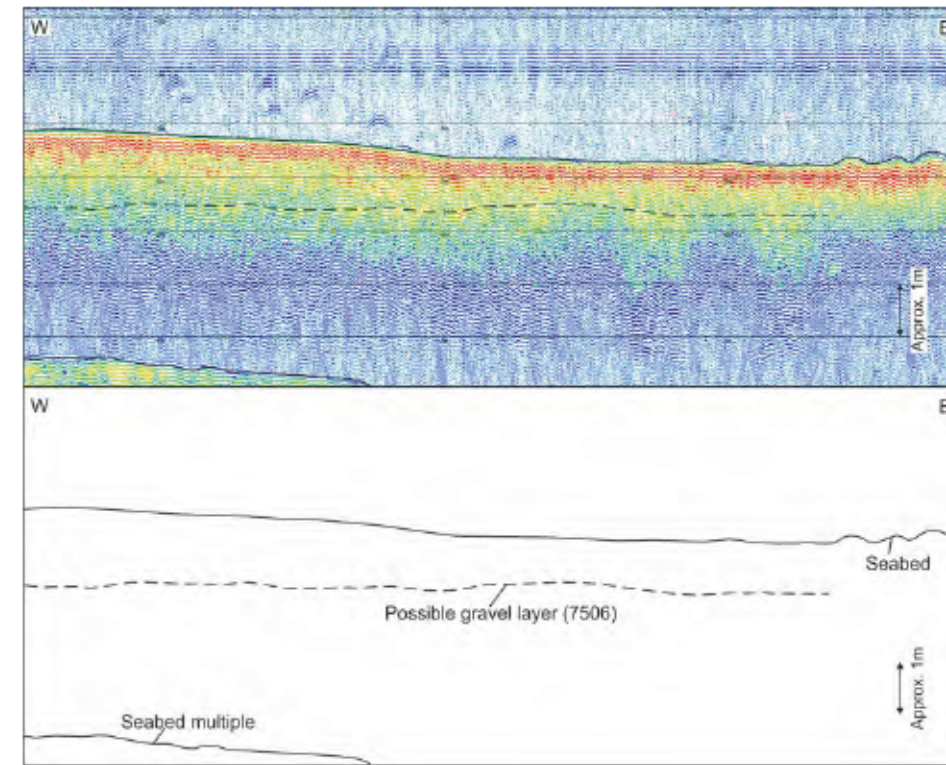 W
E
Approx. 1m
W
E
Seabed
Possible gravel layer (7506)
Approx. 1m
Seabed multiple